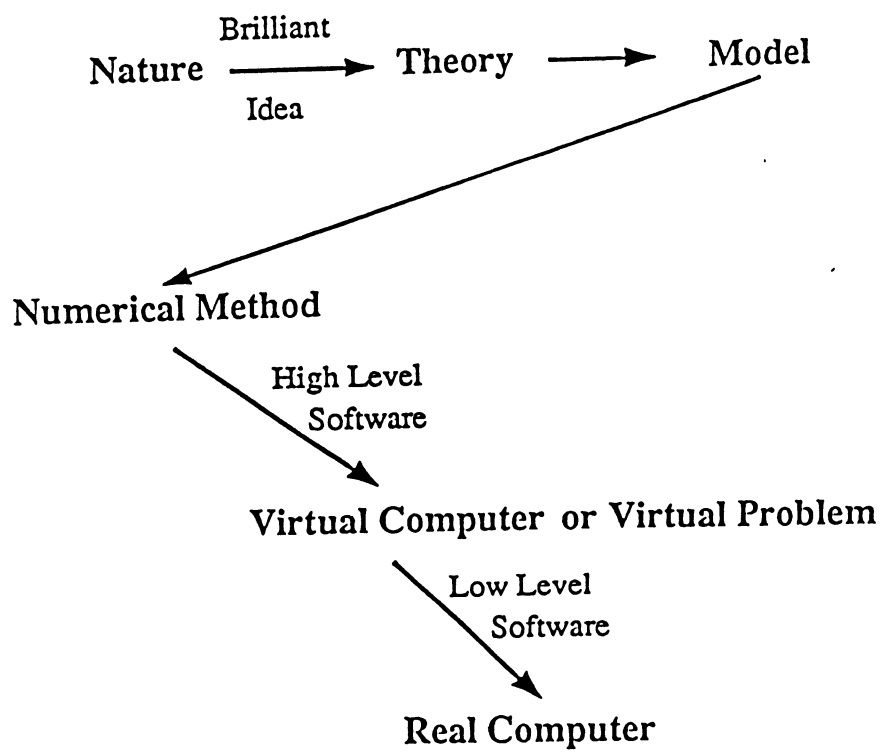 Brilliant
Nature
Theory
Model
Idea
Numerical Method
High Level
Software
Virtual Computer or Virtual Problem
Low Level
Software
Real Computer